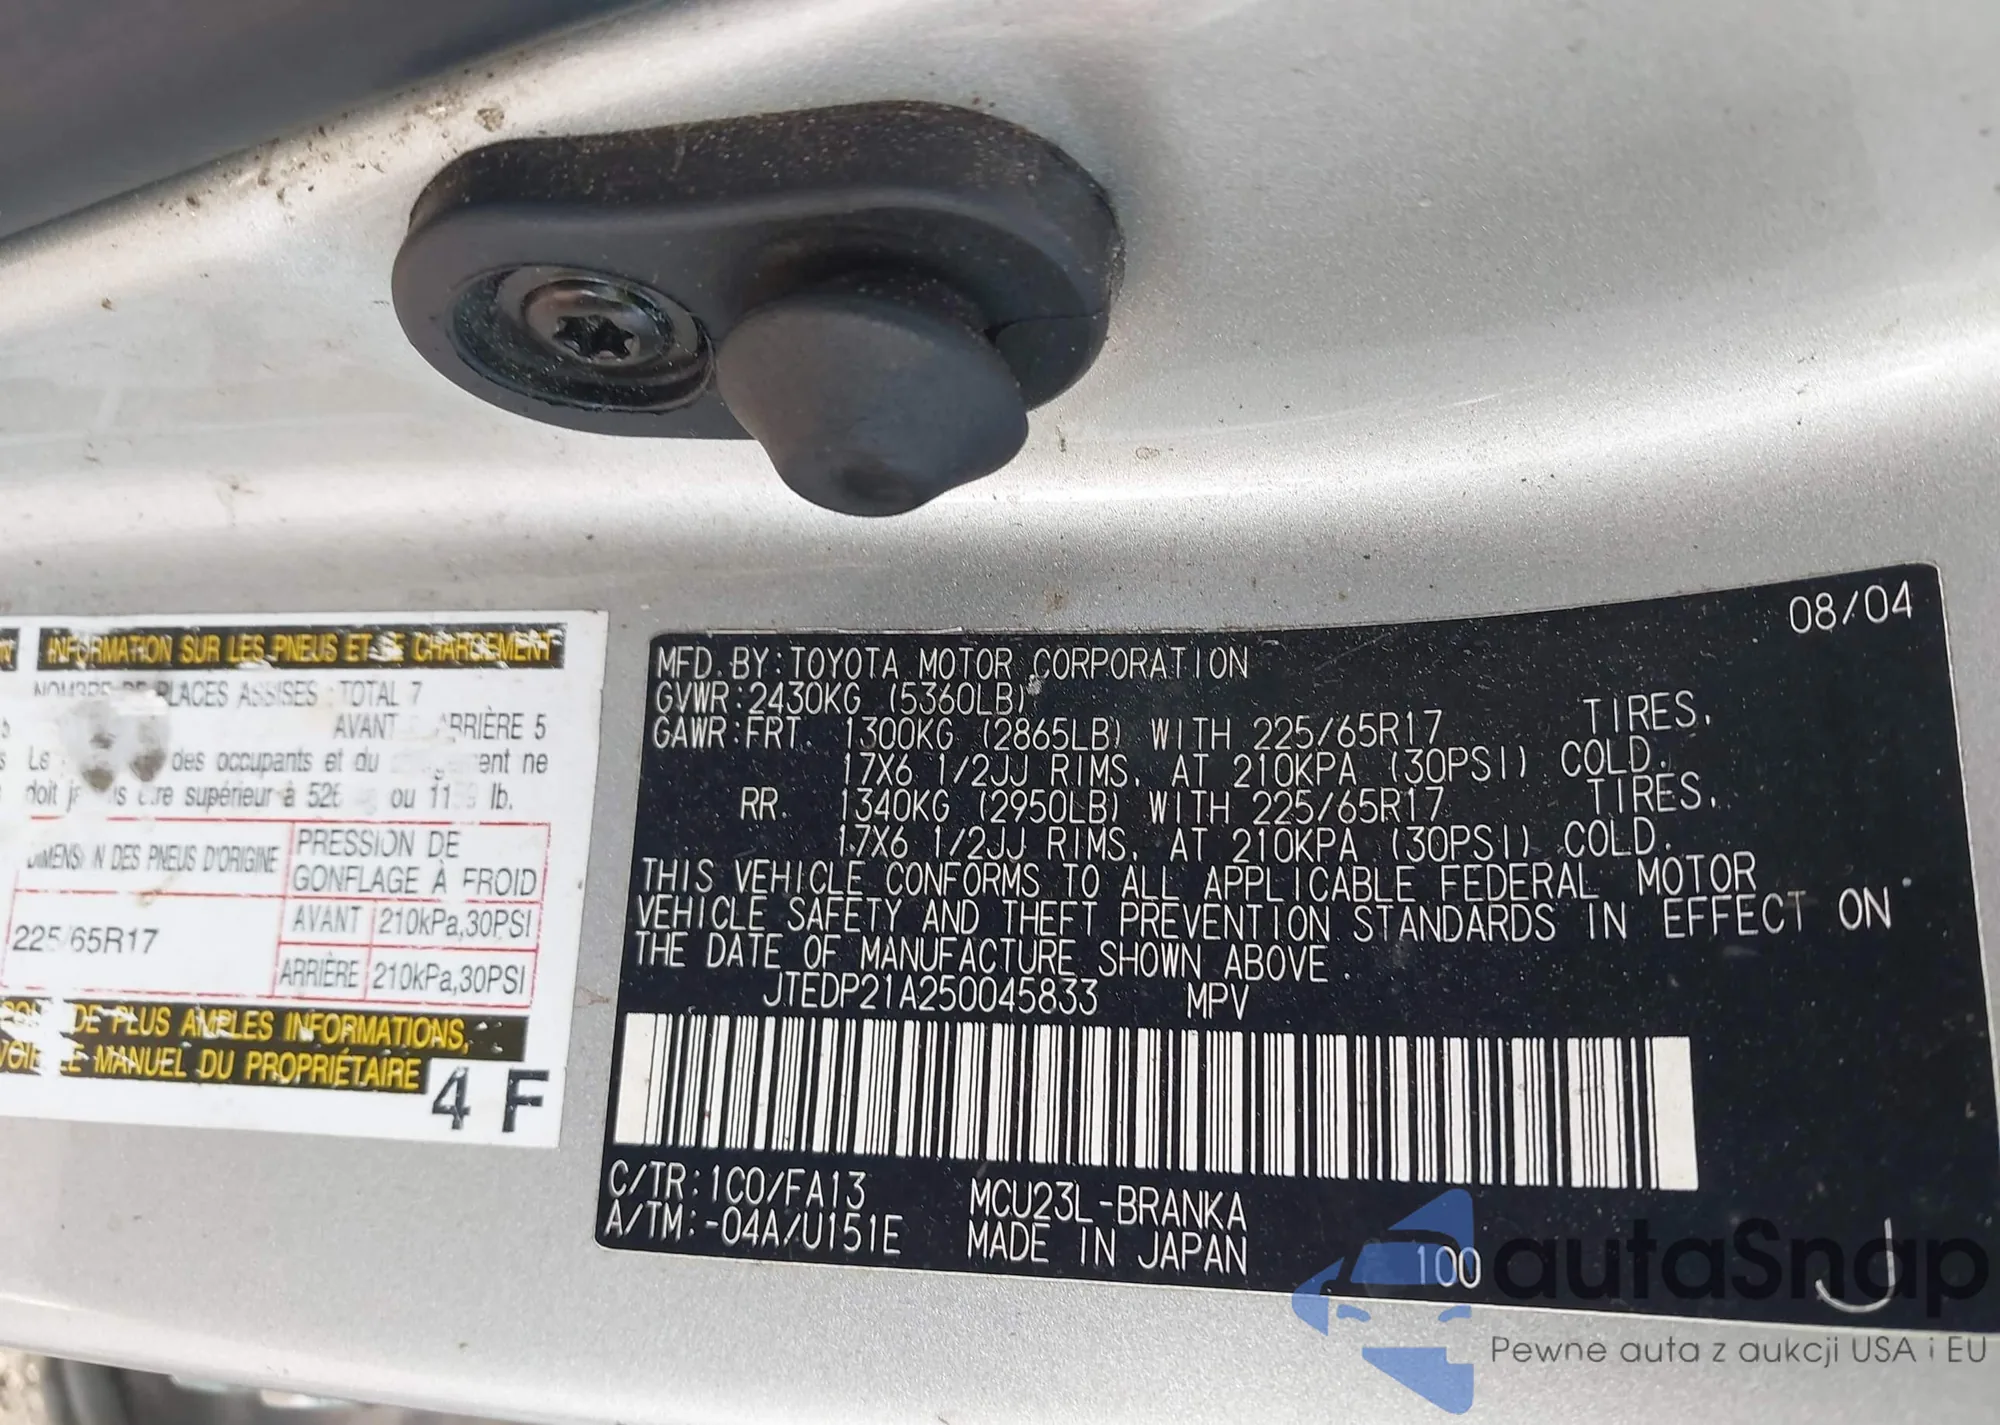 INFORMATION SUR LES PNEUS ET LE CHARGEMENT
NOMBRE DE PLACES ASSISES : TOTAL 7
AVANT ARRIÈRE 5
des occupants et du ent ne
doit supérieur à ou lb.
DIMENSION DES PNEUS D'ORIGINE
PRESSION DE
GONFLAGE À FROID
225/65R17
AVANT 210kPa,30PSI
ARRIÈRE 210kPa,30PSI
DE PLUS AMPLES INFORMATIONS,
LE MANUEL DU PROPRIÉTAIRE
4 F
08/04
MFD. BY: TOYOTA MOTOR CORPORATION
GVWR: 2430KG (5360LB)
GAWR: FRT. 1300KG (2865LB) WITH 225/65R17 TIRES,
17X6 1/2JJ RIMS, AT 210KPA (30PSI) COLD.
RR. 1340KG (2950LB) WITH 225/65R17 TIRES,
17X6 1/2JJ RIMS, AT 210KPA (30PSI) COLD.
THIS VEHICLE CONFORMS TO ALL APPLICABLE FEDERAL MOTOR
VEHICLE SAFETY AND THEFT PREVENTION STANDARDS IN EFFECT ON
THE DATE OF MANUFACTURE SHOWN ABOVE.
JTEDP21A250045833 MPV
C/TR: 1C0/FA13 MCU23L-BRANKA
A/TM: -04A/U151E MADE IN JAPAN
100
J
autaSnap
Pewne auta z aukcji USA i EU